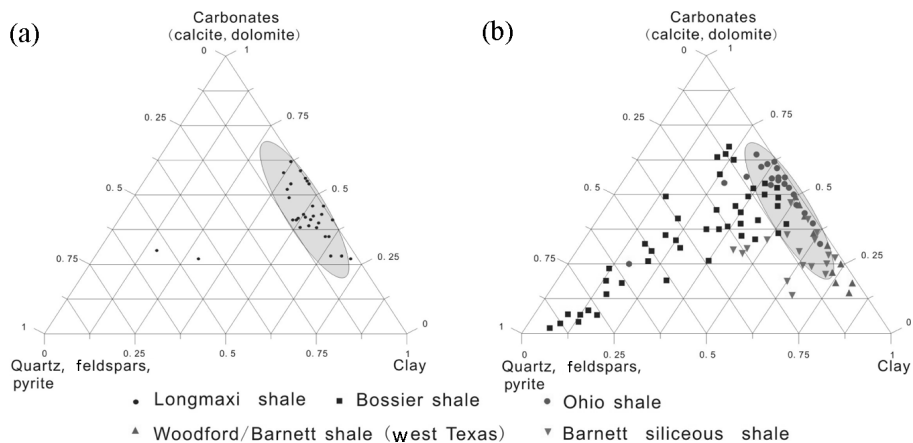 (a)
Carbonates
(calcite, dolomite)
0 1
0.25 0.75
0.5 0.5
0.75 0.25
1 0
0 0.25 0.5 0.75 1
Quartz, feldspars,
pyrite
Clay
(b)
Carbonates
(calcite, dolomite)
0 1
0.25 0.75
0.5 0.5
0.75 0.25
1 0
0 0.25 0.5 0.75 1
Quartz, feldspars,
pyrite
Clay
Longmaxi shale Bossier shale Ohio shale
Woodford/Barnett shale (west Texas) Barnett siliceous shale